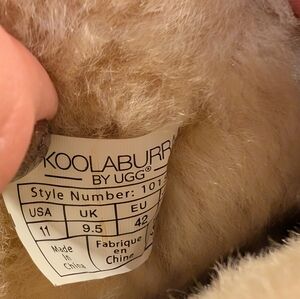 KOOLABURR
BY UGG®
Style Number: 101
USA UK EU
11 9.5 42
Made in China
Fabrique en Chine